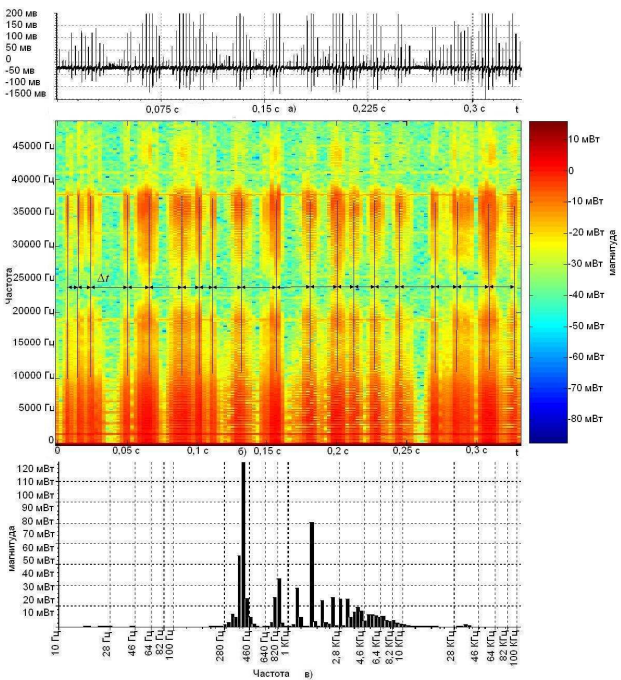 200 мв
150 мв
100 мв
50 мв
0
-50 мв
-100 мв
-1500
0,075 с
0,15 с
а)
0,225
0,3 с
t
45000 Гц
40000 Гц
35000 Гц
30000 Гц
25000 Гц
20000 Гц
15000 Гц
10000 Гц
5000 Гц
0
Частота
Δt
0
0,05 с
0,1 с
б)
0,15 с
0,2 с
0,25 с
0,3 с
t
10 мВт
0
-10 мВт
-20 мВт
-30 мВт
-40 мВт
-50 мВт
-60 мВт
-70 мВт
-80 мВт
магнитуда
120 мВт
110 мВт
100 мВт
90 мВт
80 мВт
70 мВт
60 мВт
50 мВт
40 мВт
30 мВт
20 мВт
10 мВт
магнитуда
10 Гц
28 Гц
46 Гц
64 Гц
82 Гц
100 Гц
280 Гц
460 Гц
640 Гц
820 Гц
1 КГц
2,8 КГц
4,6 КГц
6,4 КГц
8,2 КГц
10 КГц
28 КГц
46 КГц
64 КГц
82 КГц
100 КГц
Частота
в)